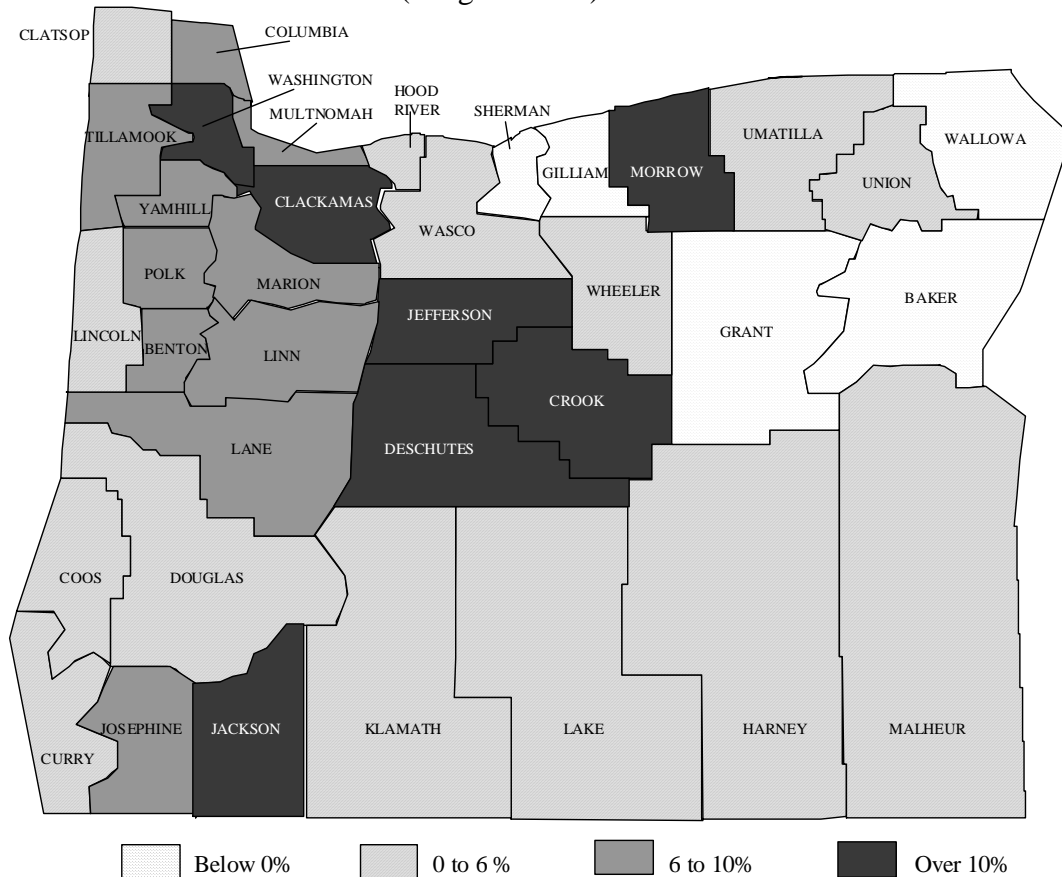 CLATSOP
COLUMBIA
WASHINGTON
HOOD
RIVER
MULTNOMAH
SHERMAN
TILLAMOOK
UMATILLA
WALLOWA
GILLIAM
MORROW
UNION
YAMHILL
CLACKAMAS
WASCO
POLK
MARION
WHEELER
BAKER
JEFFERSON
GRANT
LINCOLN
BENTON
LINN
CROOK
LANE
DESCHUTES
COOS
DOUGLAS
JOSEPHINE
JACKSON
KLAMATH
LAKE
HARNEY
MALHEUR
CURRY
Below 0%
0 to 6 %
6 to 10%
Over 10%